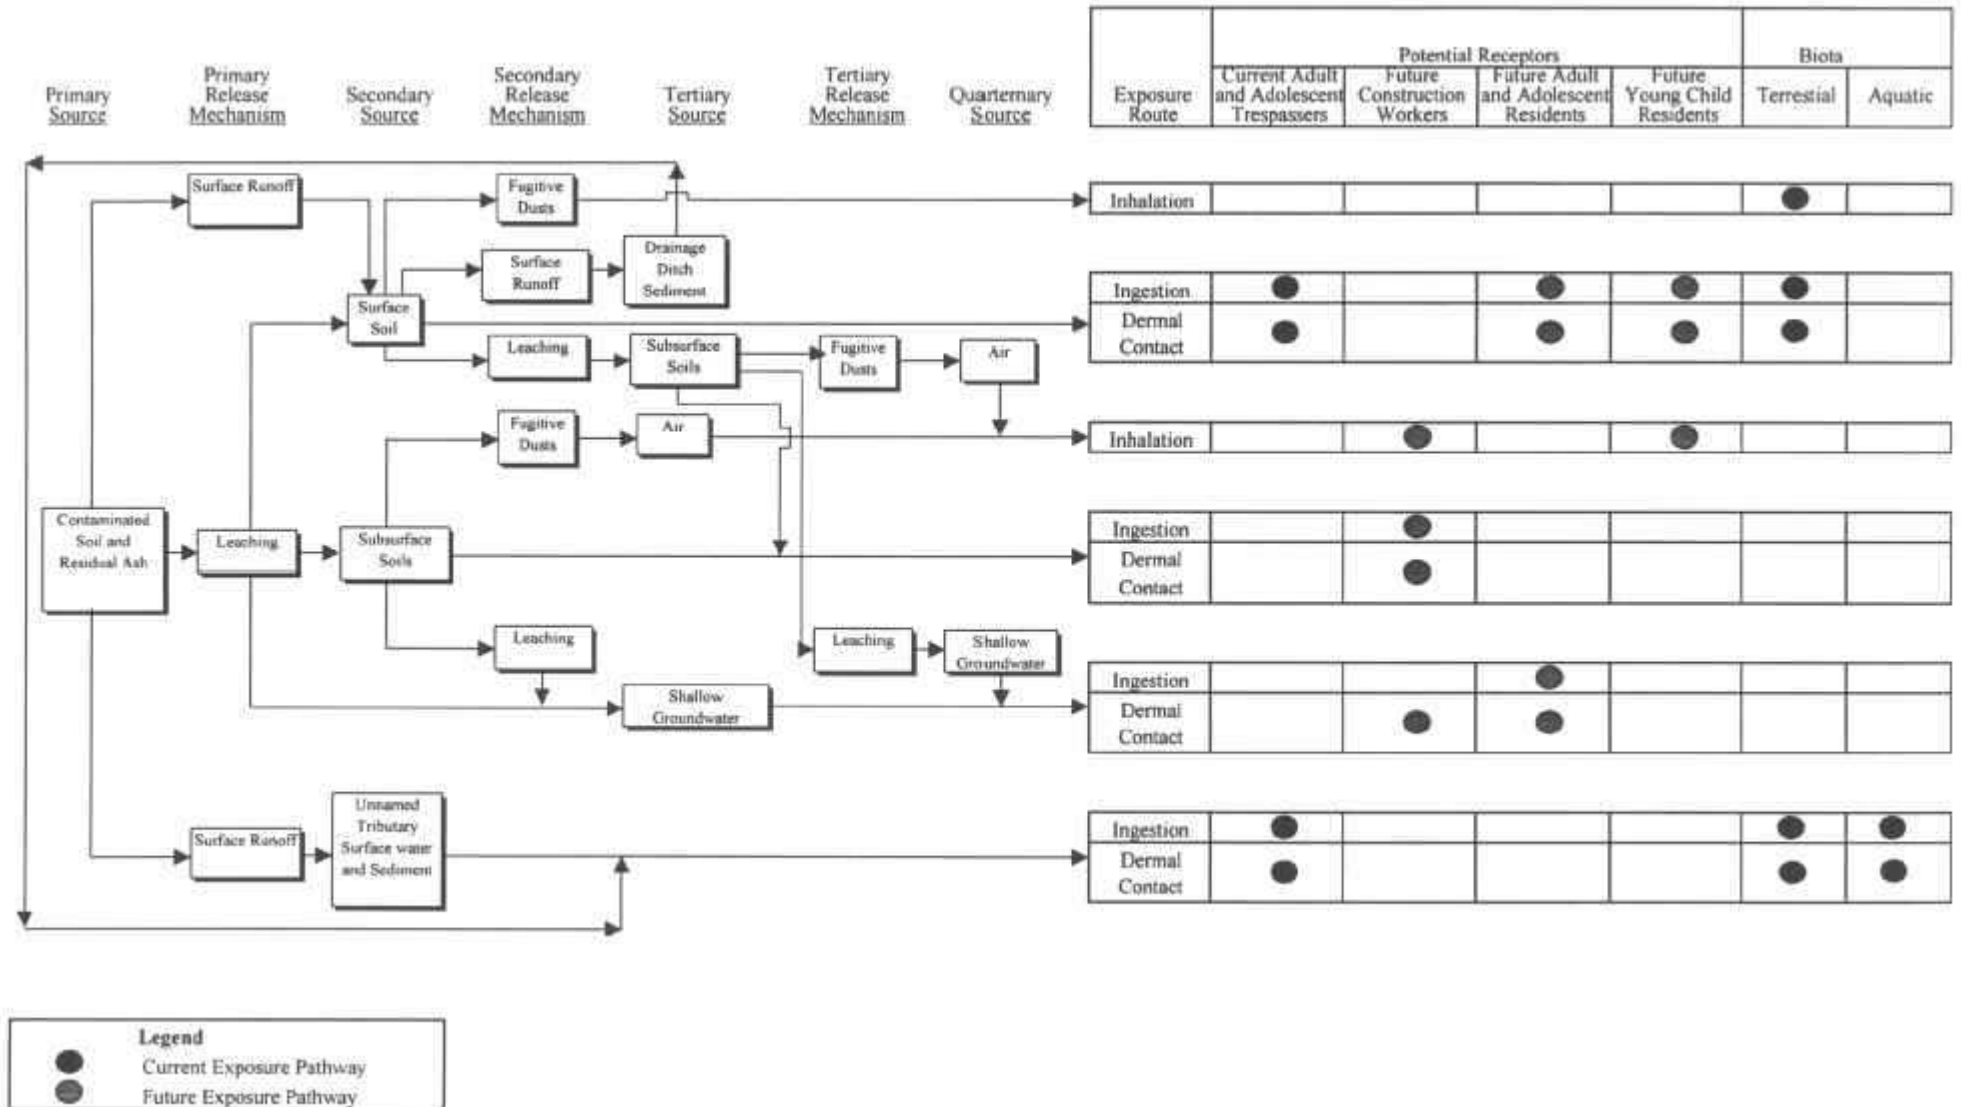 Primary
Source
Primary
Release
Mechanism
Secondary
Source
Secondary
Release
Mechanism
Tertiary
Source
Tertiary
Release
Mechanism
Quarternary
Source
Exposure
Route
Potential Receptors
Current Adult
and Adolescent
Trespassers
Future
Construction
Workers
Future Adult
and Adolescent
Residents
Future
Young Child
Residents
Biota
Terrestial
Aquatic
Surface Runoff
Fugitive
Dusts
Inhalation
Surface
Runoff
Drainage
Ditch
Sediment
Surface
Soil
Ingestion
Dermal
Contact
Leaching
Subsurface
Soils
Fugitive
Dusts
Air
Fugitive
Dusts
Air
Inhalation
Contaminated
Soil and
Residual Ash
Leaching
Subsurface
Soils
Ingestion
Dermal
Contact
Leaching
Leaching
Shallow
Groundwater
Shallow
Groundwater
Ingestion
Dermal
Contact
Surface Runoff
Unnamed
Tributary
Surface water
and Sediment
Ingestion
Dermal
Contact
Legend
Current Exposure Pathway
Future Exposure Pathway